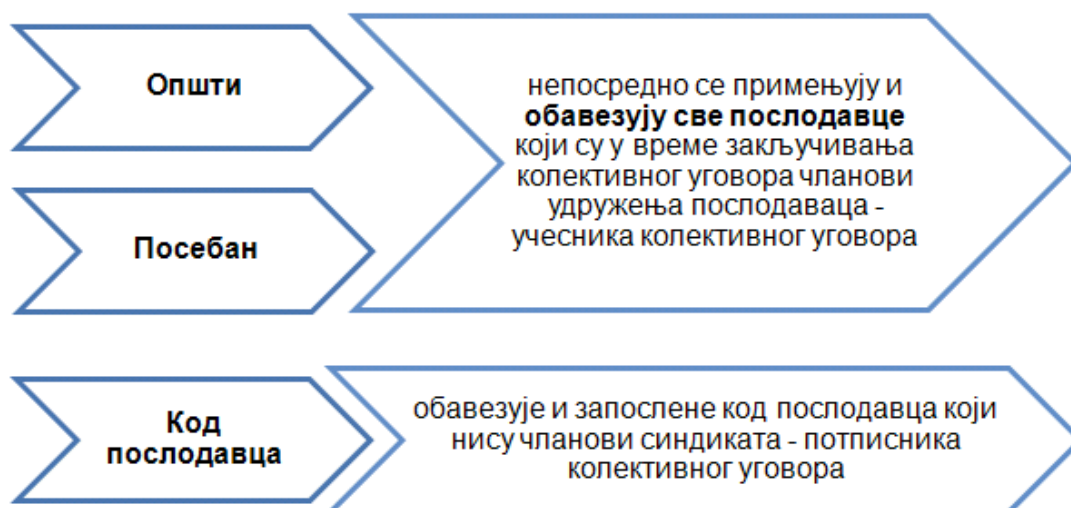 Општи
непосредно се примењују и
обавезују све послодавце
који су у време закључивања
колективног уговора чланови
удружења послодаваца -
учесника колективног уговора
Посебан
Код
послодавца
обавезује и запослене код послодавца који
нису чланови синдиката - потписника
колективног уговора